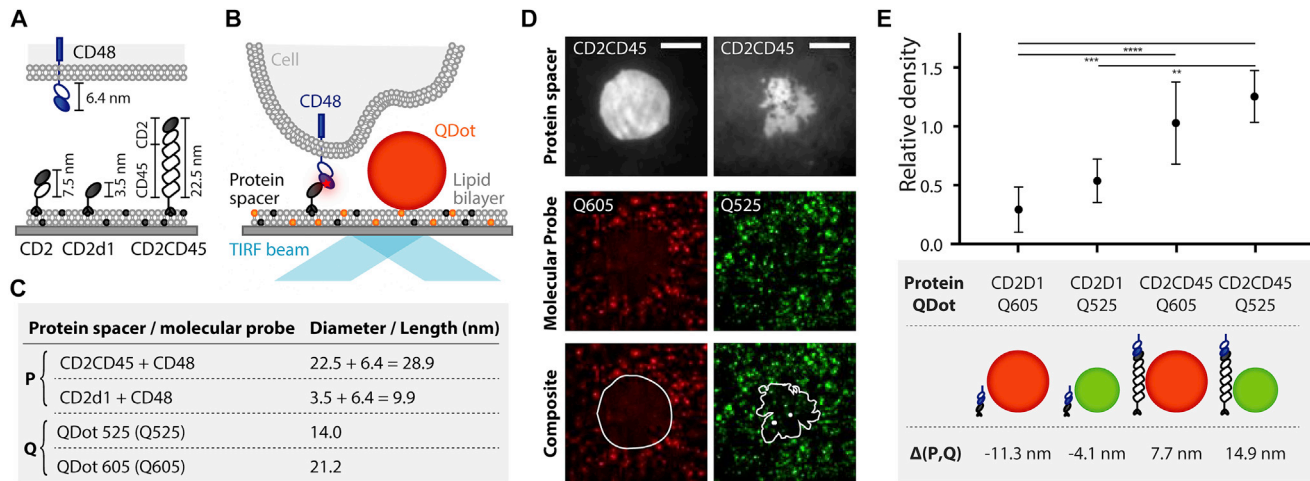 A
CD48
6.4 nm
7.5 nm
3.5 nm
CD45
CD2
22.5 nm
CD2
CD2d1
CD2CD45
B
Cell
CD48
QDot
Protein
spacer
Lipid
bilayer
TIRF beam
C
Protein spacer / molecular probe Diameter / Length (nm)
P
CD2CD45 + CD48 22.5 + 6.4 = 28.9
CD2d1 + CD48 3.5 + 6.4 = 9.9
Q
QDot 525 (Q525) 14.0
QDot 605 (Q605) 21.2
D
Protein spacer
CD2CD45
CD2CD45
Molecular Probe
Q605
Q525
Composite
E
Relative density
1.5
1.0
0.5
0.0
****
***
**
Protein CD2D1 CD2D1 CD2CD45 CD2CD45
QDot Q605 Q525 Q605 Q525
Δ(P,Q) -11.3 nm -4.1 nm 7.7 nm 14.9 nm